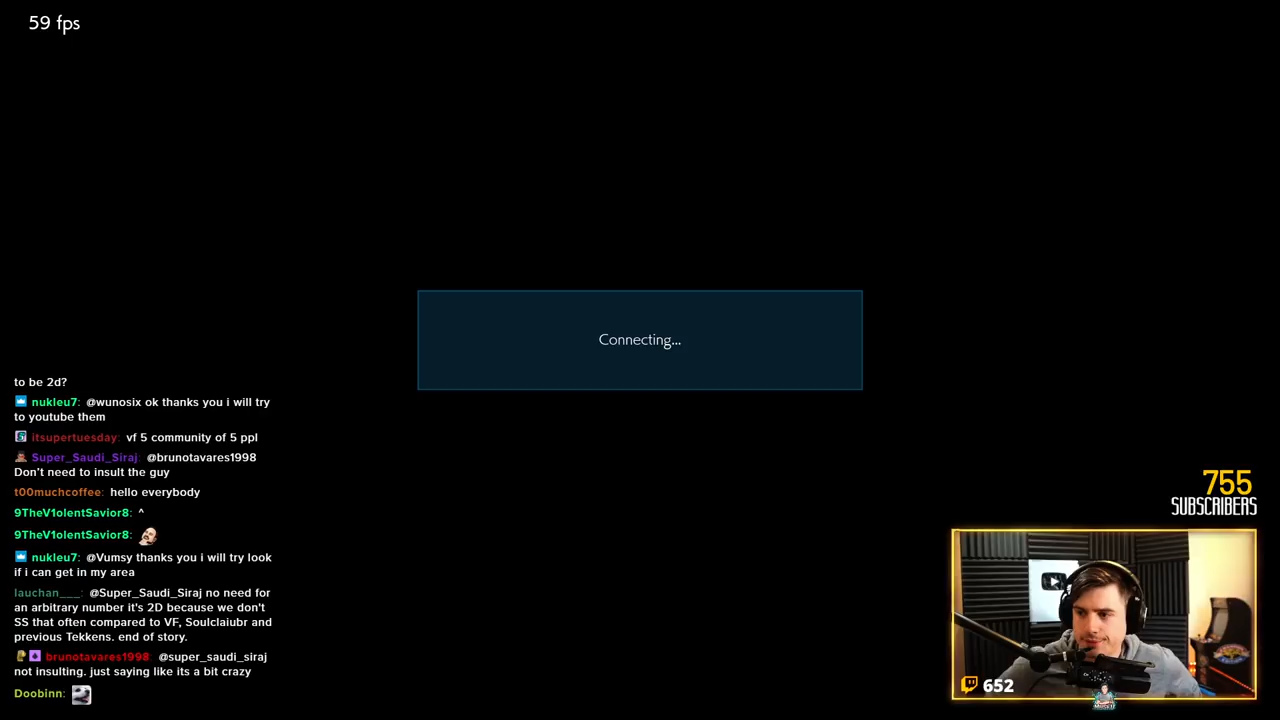 59 fps
Connecting...
to be 2d?
nukleu7: @wunosix ok thanks you i will try
to youtube them
itsupertuesday: vf 5 community of 5 ppl
Super_Saudi_Siraj: @brunotavares1998
Don't need to insult the guy
t00muchcoffee: hello everybody
9TheV1olentSavior8: ^
9TheV1olentSavior8:
nukleu7: @Vumsy thanks you i will try look
if i can get in my area
lauchan___: @Super_Saudi_Siraj no need for
an arbitrary number it's 2D because we don't
SS that often compared to VF, Soulclaiubr and
previous Tekkens. end of story.
brunotavares1998: @super_saudi_siraj
not insulting. just saying like its a bit crazy
Doobinn:
755
SUBSCRIBERS
652